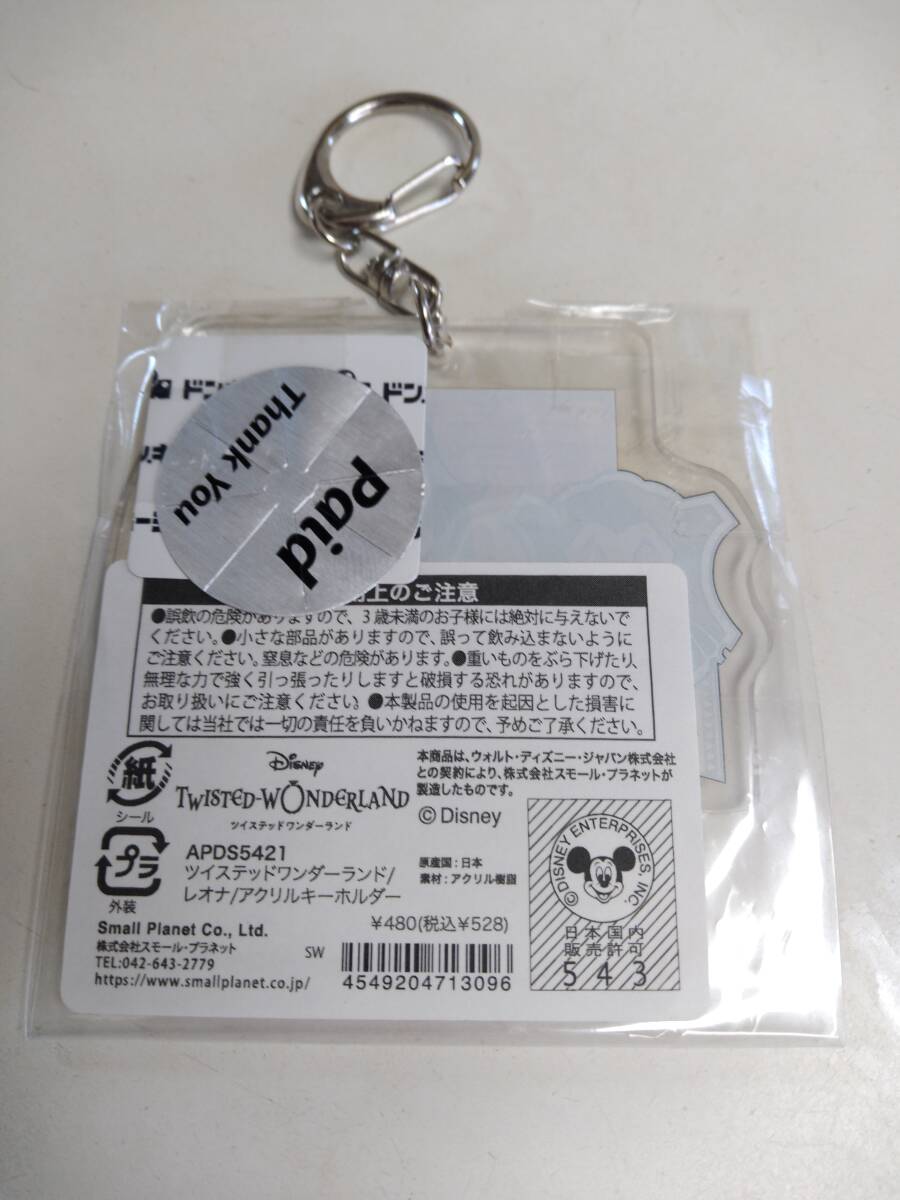 ドン
ドン
Thank You
Paid
上のご注意
●誤飲の危険がありますので、3歳未満のお子様には絶対に与えないで
ください。●小さな部品がありますので、誤って飲み込まないように
ご注意ください。窒息などの危険があります。●重いものをぶら下げたり、
無理な力で強く引っ張ったりしますと破損する恐れがありますので、
お取り扱いにご注意ください。●本製品の使用を起因とした損害に
関しては当社では一切の責任を負いかねますので、予めご了承ください。
紙
シール
プラ
外装
Disney
TWISTED-WONDERLAND
ツイステッドワンダーランド
本商品は、ウォルト・ディズニー・ジャパン株式会社
との契約により、株式会社スモール・プラネットが
製造したものです。
©Disney
APDS5421
ツイステッドワンダーランド/
レオナ/アクリルキーホルダー
原産国:日本
素材:アクリル樹脂
¥480(税込¥528)
Small Planet Co., Ltd.
株式会社スモール・プラネット
TEL:042-643-2779
https://www.smallplanet.co.jp/
SW
4549204713096
©DISNEY ENTERPRISES, INC.
日本国内
販売許可
543